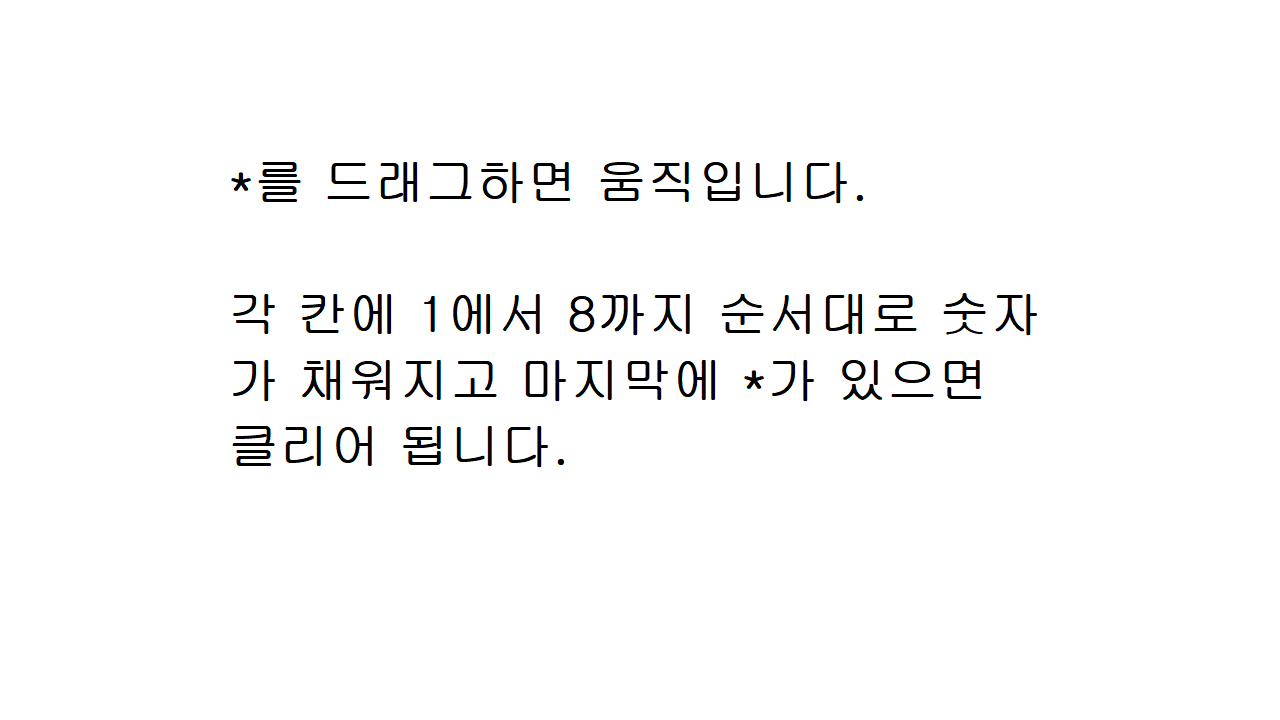 *를 드래그하면 움직입니다.
각 칸에 1에서 8까지 순서대로 숫자
가 채워지고 마지막에 *가 있으면
클리어 됩니다.